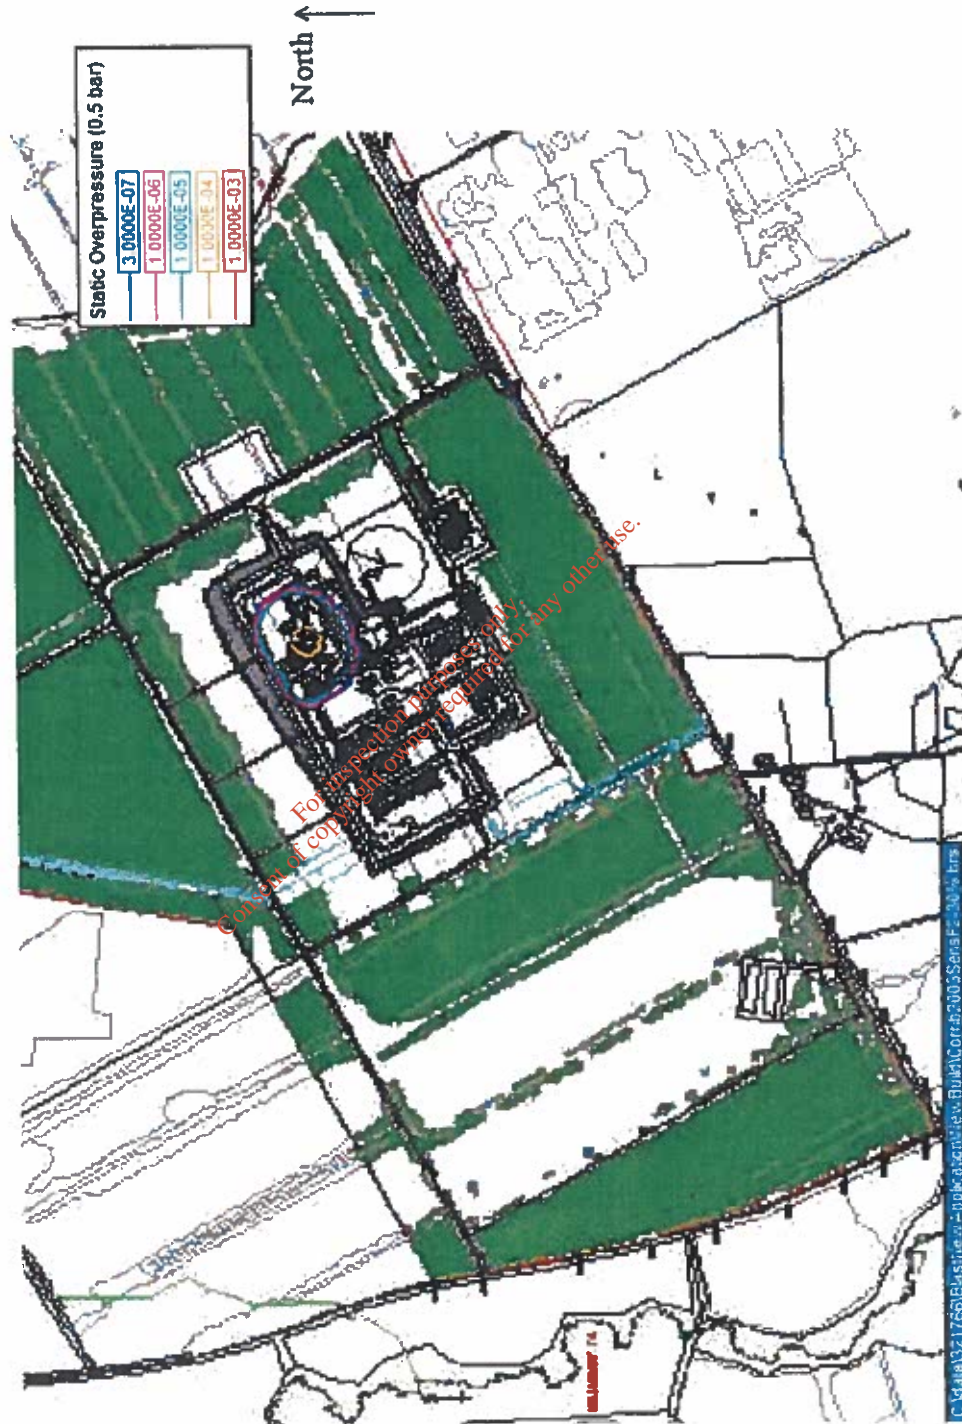 Static Overpressure (0.5 bar)
3.0000E-07
1.0000E-06
1.0000E-05
1.0000E-04
1.0000E-03
North
For inspection purposes only.
Consent of copyright owner required for any other use.